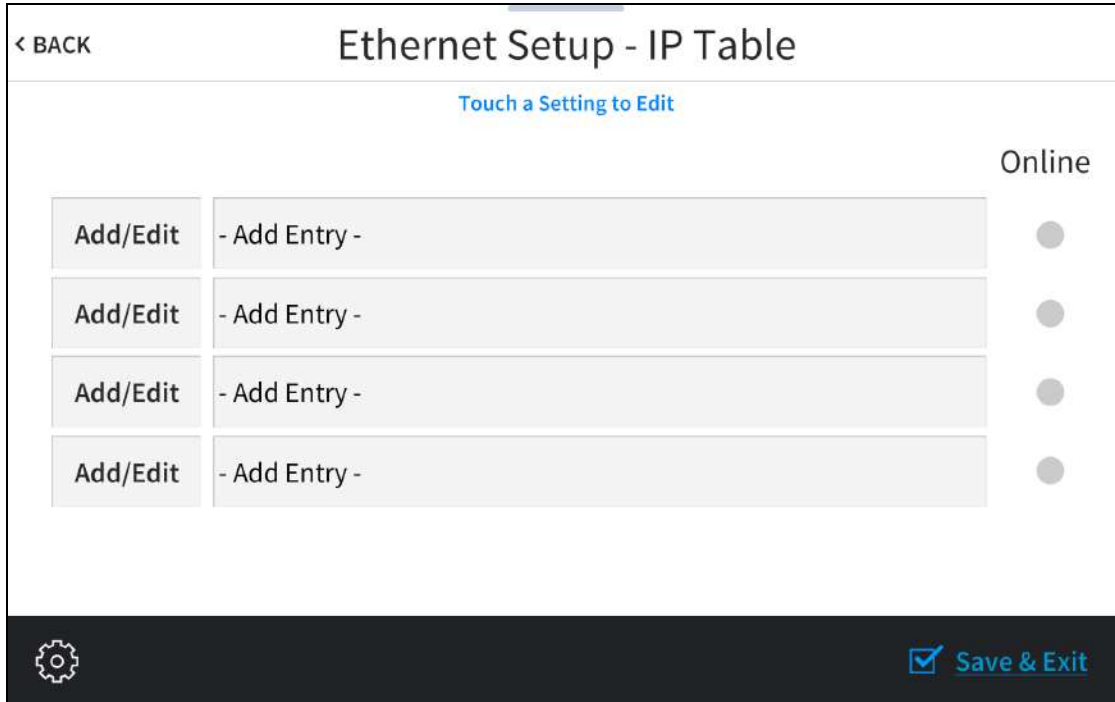 < BACK
Ethernet Setup - IP Table
Touch a Setting to Edit
Online
Add/Edit - Add Entry -
Add/Edit - Add Entry -
Add/Edit - Add Entry -
Add/Edit - Add Entry -
Save & Exit